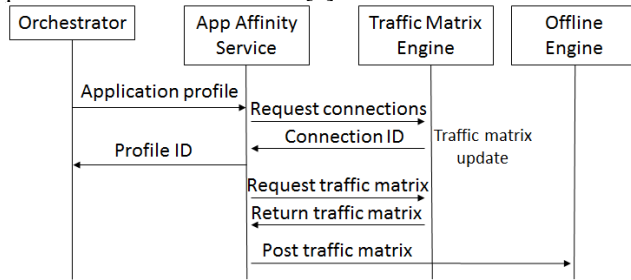 Orchestrator
App Affinity
Service
Traffic Matrix
Engine
Offline
Engine
Application profile
Request connections
Connection ID
Traffic matrix
update
Profile ID
Request traffic matrix
Return traffic matrix
Post traffic matrix